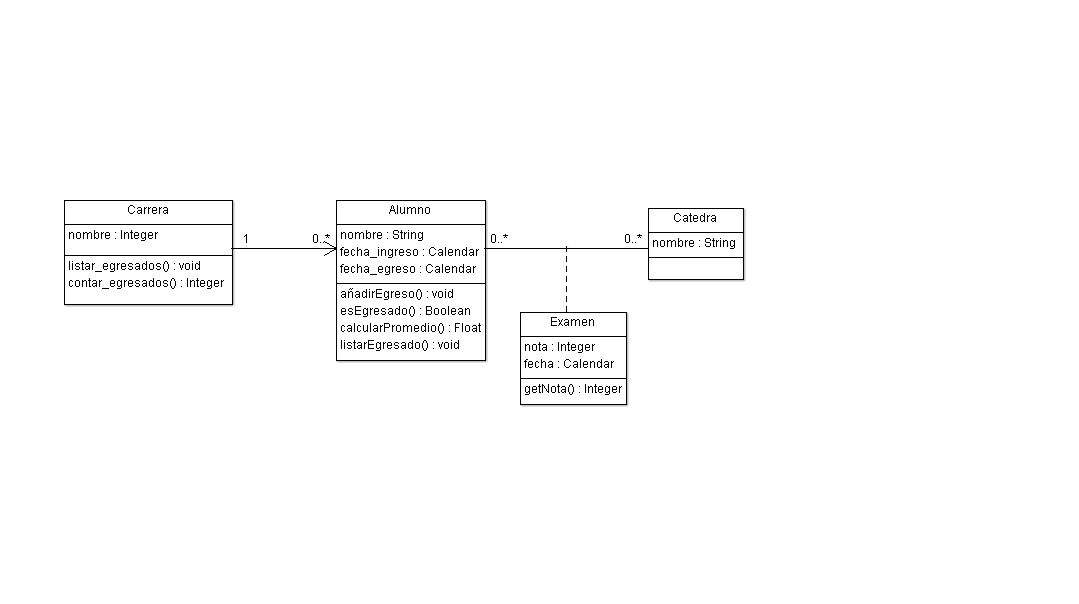 Carrera
nombre : Integer
listar_egresados() : void
contar_egresados() : Integer
1
0..*
Alumno
nombre : String
fecha_ingreso : Calendar
fecha_egreso : Calendar
añadirEgreso() : void
esEgresado() : Boolean
calcularPromedio() : Float
listarEgresado() : void
0..*
0..*
Catedra
nombre : String
Examen
nota : Integer
fecha : Calendar
getNota() : Integer